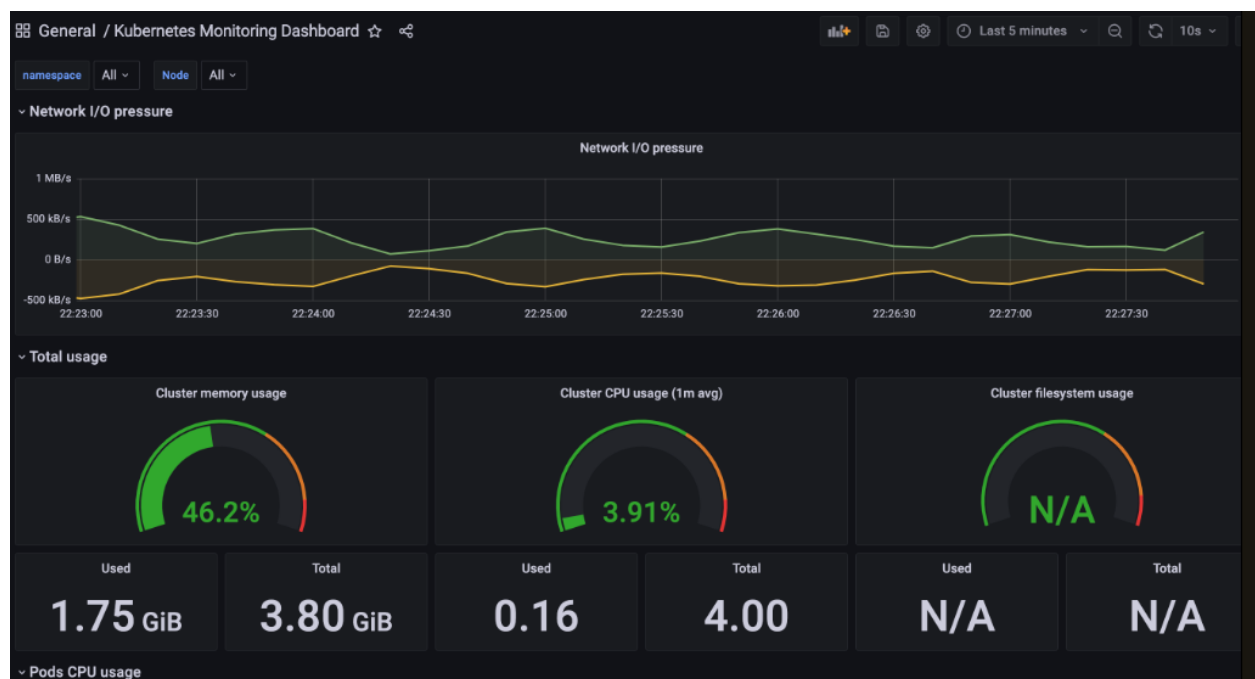 General / Kubernetes Monitoring Dashboard
Last 5 minutes
10s
namespace All Node All
Network I/O pressure
Network I/O pressure
1 MB/s
500 kB/s
0 B/s
-500 kB/s
22:23:00 22:23:30 22:24:00 22:24:30 22:25:00 22:25:30 22:26:00 22:26:30 22:27:00 22:27:30
Total usage
Cluster memory usage Cluster CPU usage (1m avg) Cluster filesystem usage
46.2% 3.91% N/A
Used Total Used Total Used Total
1.75 GiB 3.80 GiB 0.16 4.00 N/A N/A
Pods CPU usage